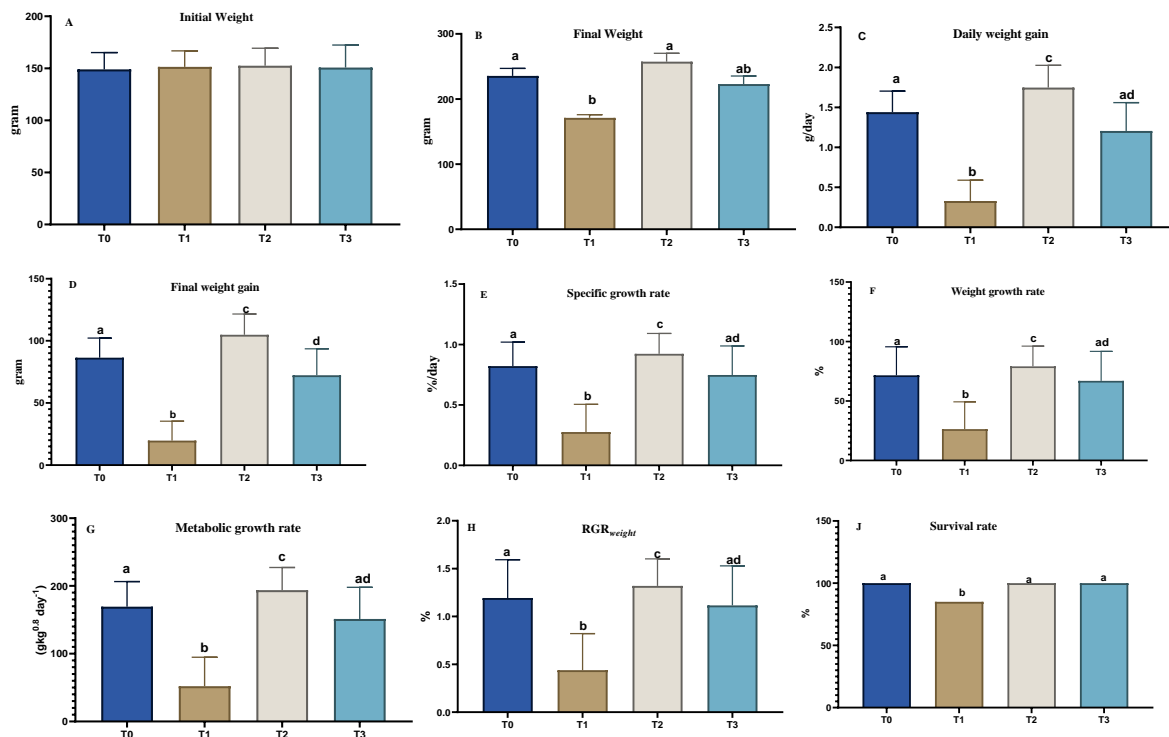 A
Initial Weight
gram
200
150
100
50
0
T0 T1 T2 T3
B
Final Weight
gram
300
200
100
0
a b a ab
T0 T1 T2 T3
C
Daily weight gain
g/day
2.0
1.5
1.0
0.5
0.0
a b c ad
T0 T1 T2 T3
D
Final weight gain
gram
150
100
50
0
a b c d
T0 T1 T2 T3
E
Specific growth rate
%/day
1.5
1.0
0.5
0.0
a b c ad
T0 T1 T2 T3
F
Weight growth rate
%
150
100
50
0
a b c ad
T0 T1 T2 T3
G
Metabolic growth rate
(gkg0.8 day-1)
300
200
100
0
a b c ad
T0 T1 T2 T3
H
RGRweight
%
2.0
1.5
1.0
0.5
0.0
a b c ad
T0 T1 T2 T3
J
Survival rate
%
150
100
50
0
a b a a
T0 T1 T2 T3